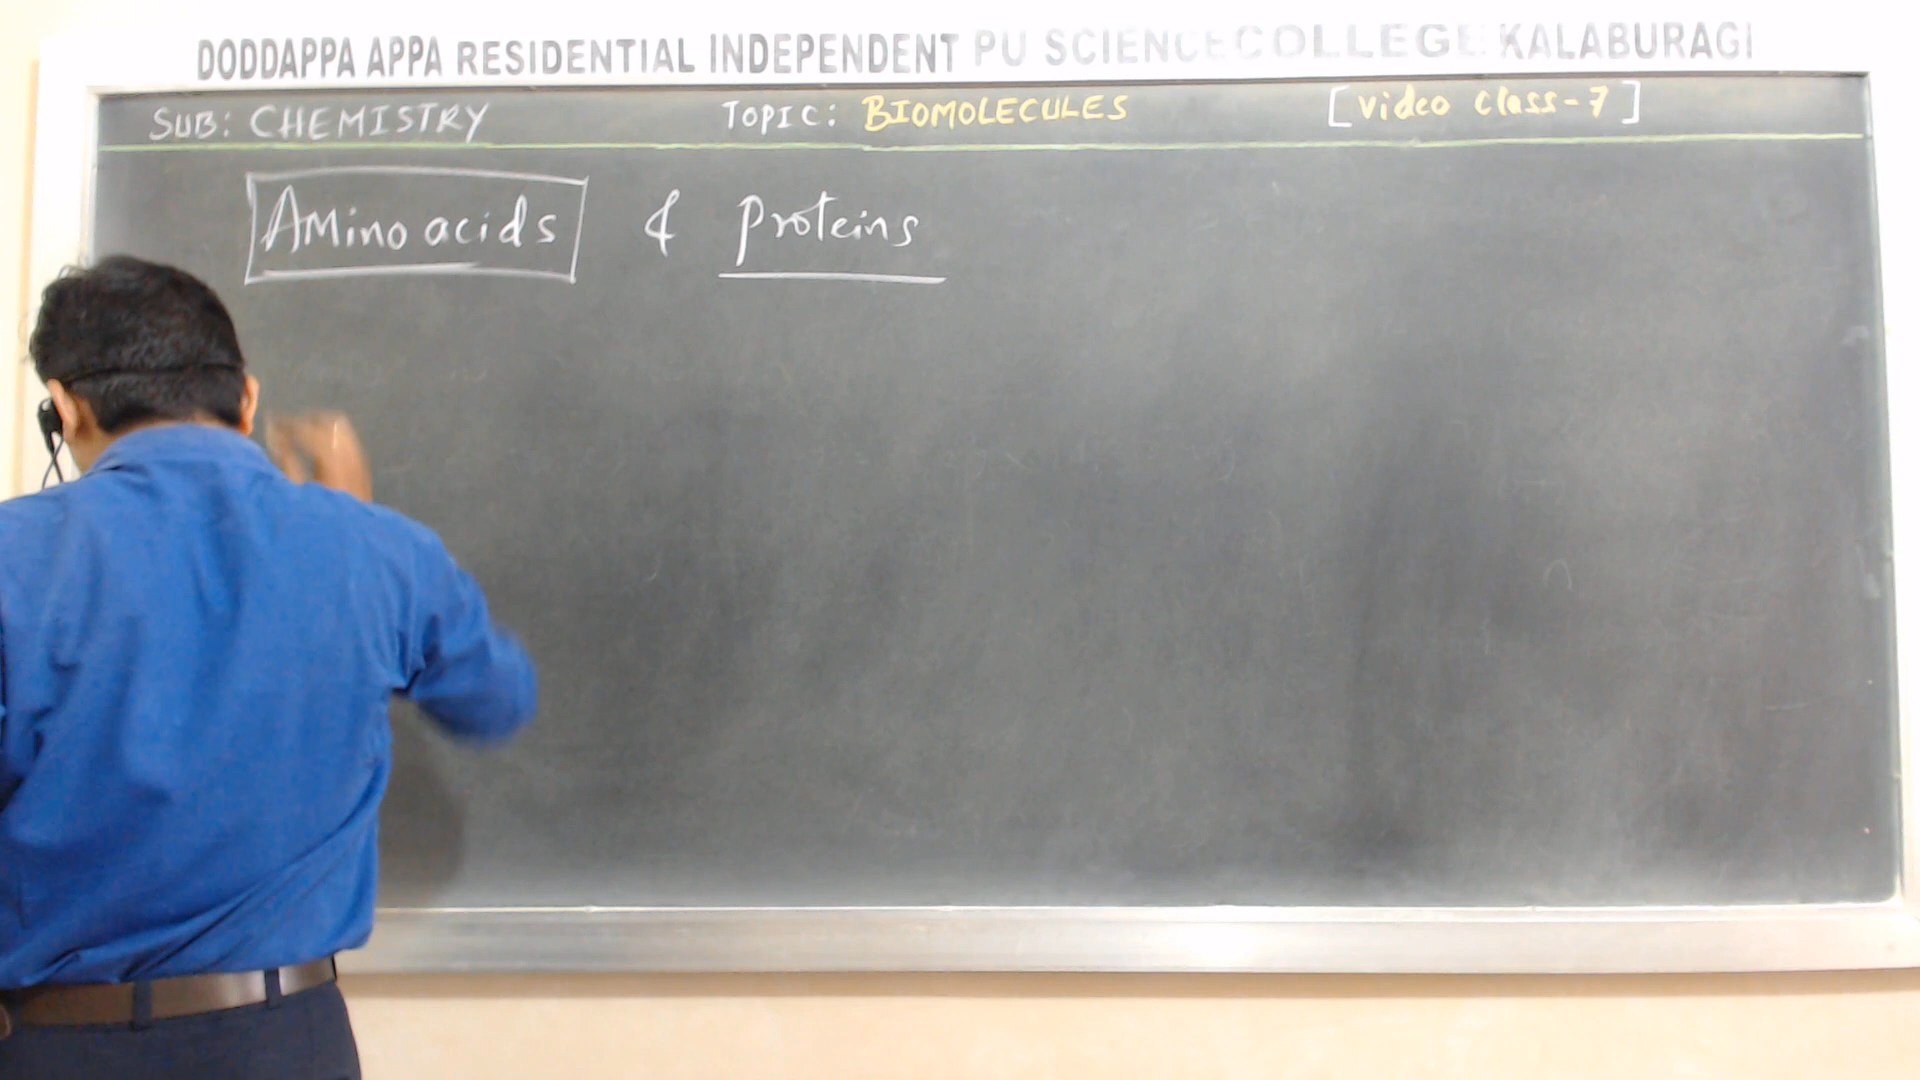 DODDAPPA APPA RESIDENTIAL INDEPENDENT PU SCIENCE COLLEGE KALABURAGI
SUB: CHEMISTRY TOPIC: BIOMOLECULES [Video Class-7]
Amino acids & Proteins